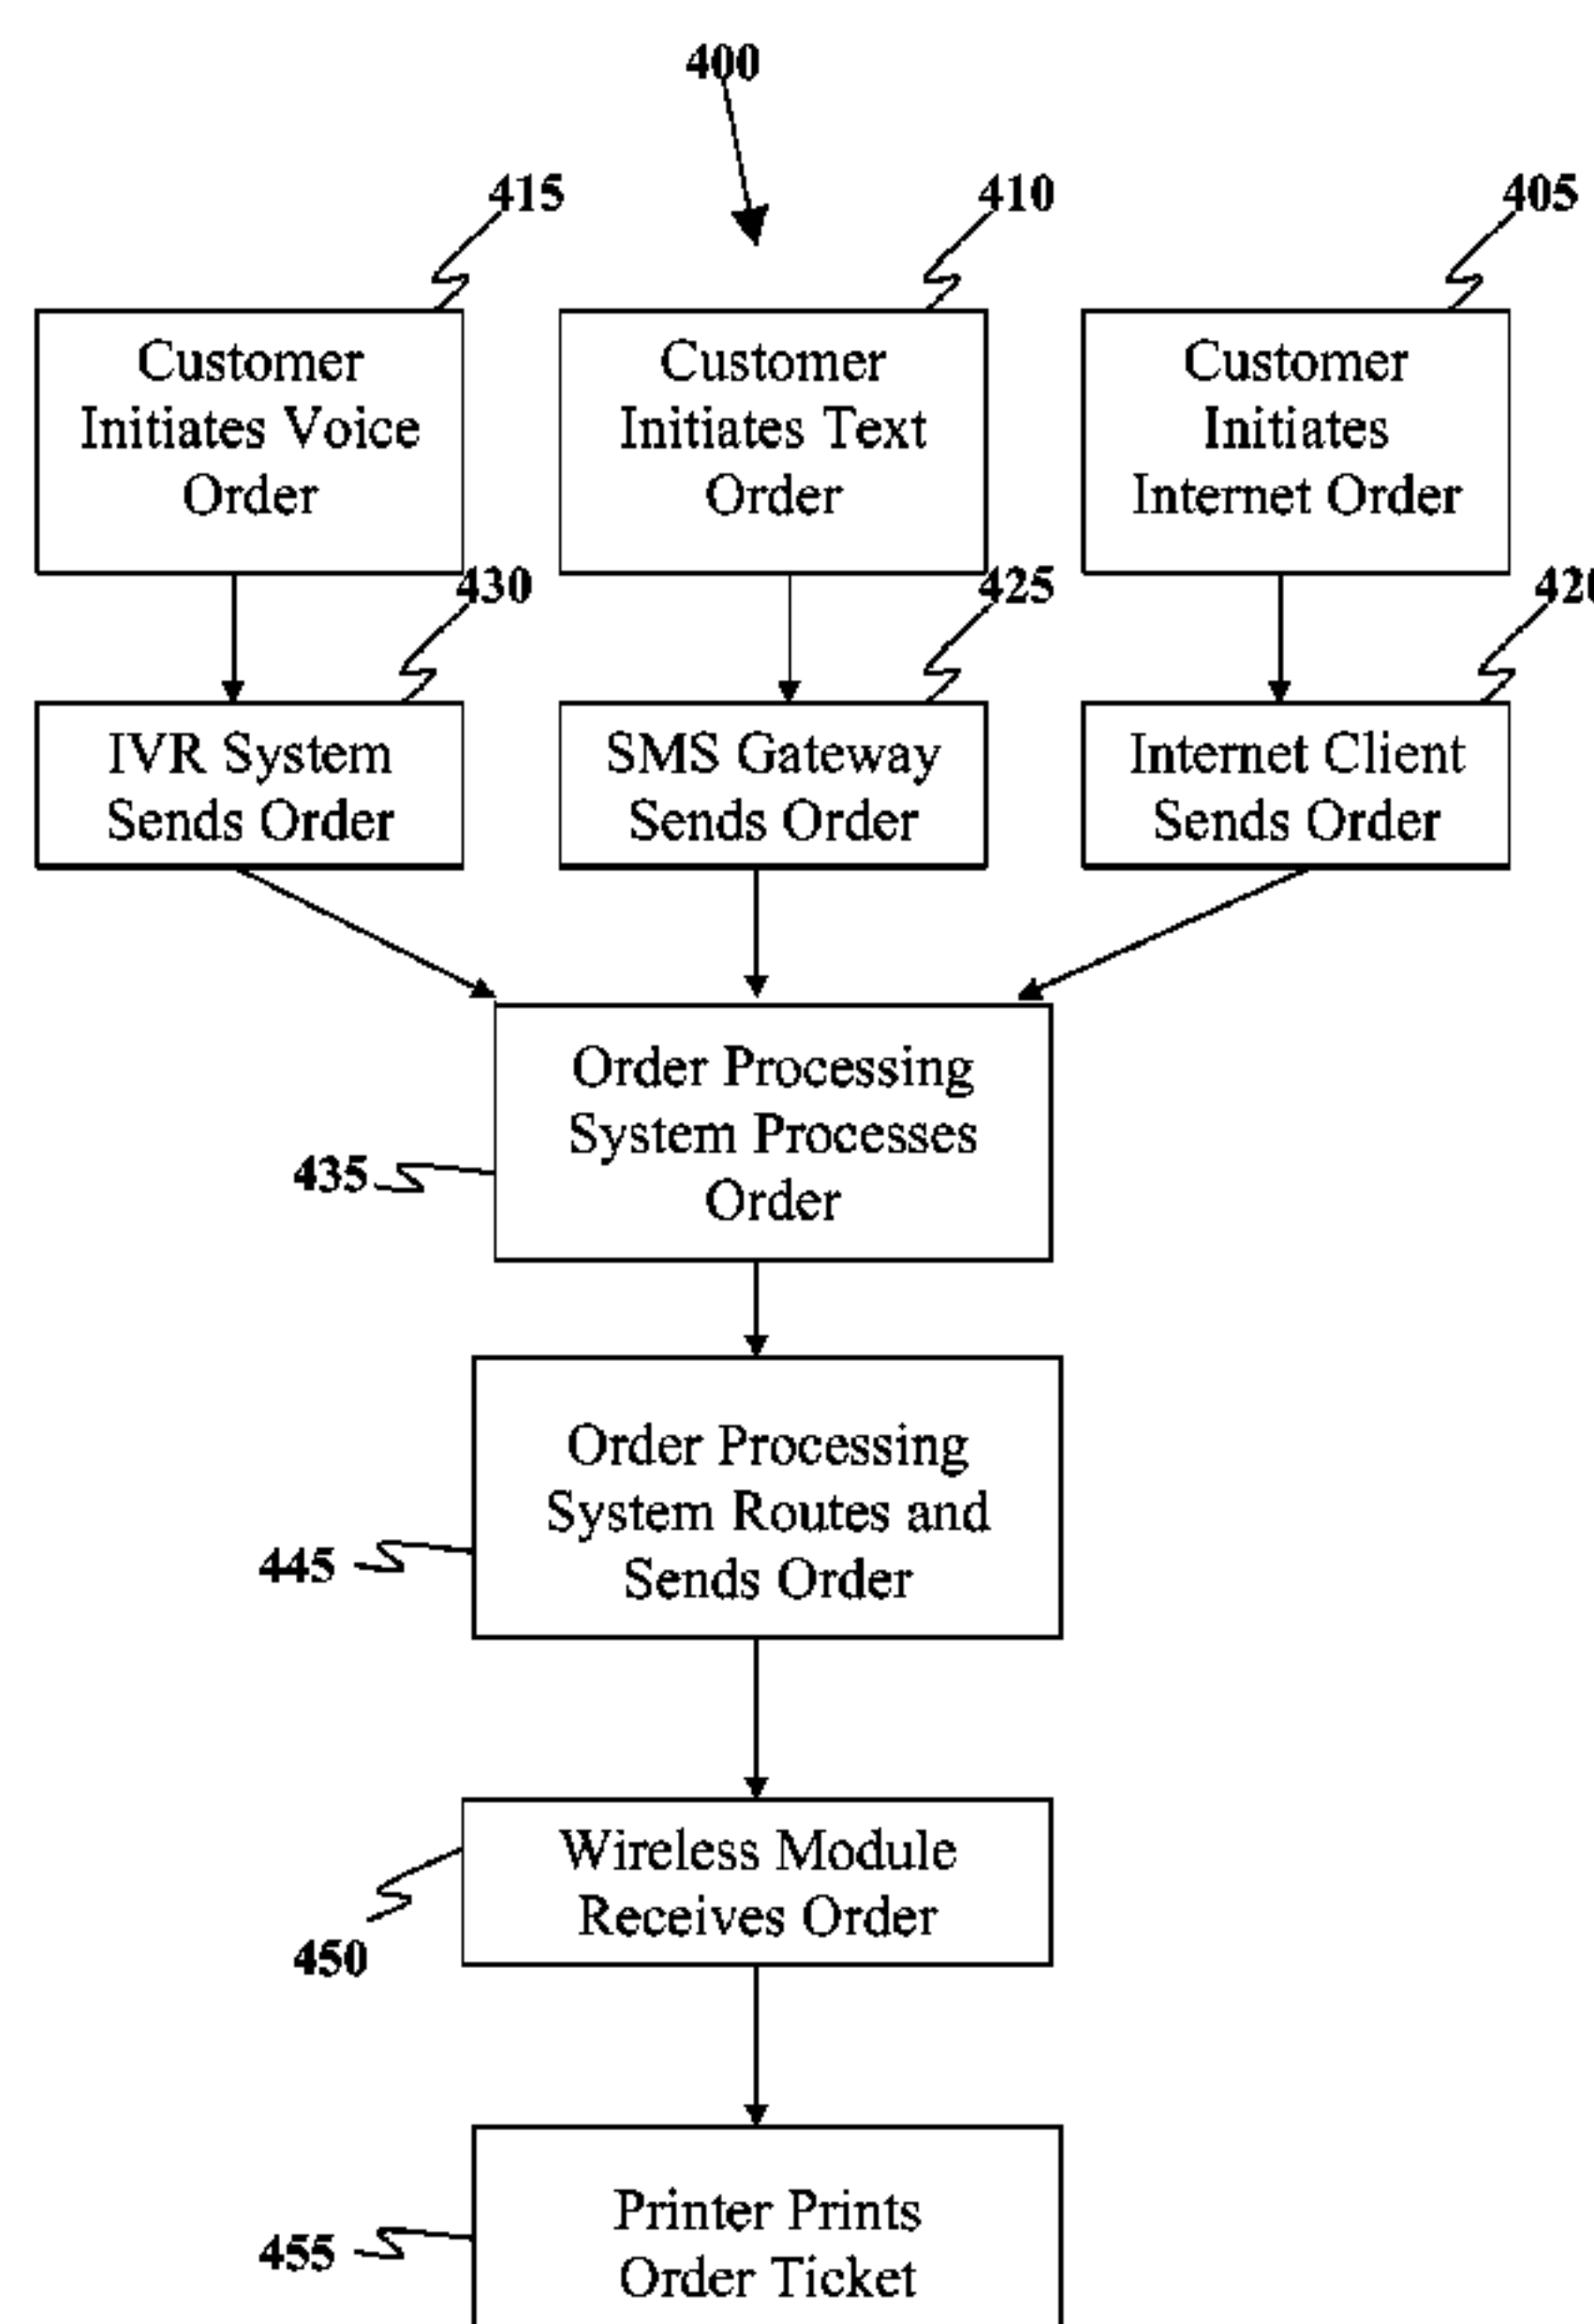 400
415
410
405
Customer
Initiates Voice
Order
Customer
Initiates Text
Order
Customer
Initiates
Internet Order
430
425
420
IVR System
Sends Order
SMS Gateway
Sends Order
Internet Client
Sends Order
Order Processing
System Processes
Order
435
Order Processing
System Routes and
Sends Order
445
Wireless Module
Receives Order
450
Printer Prints
Order Ticket
455